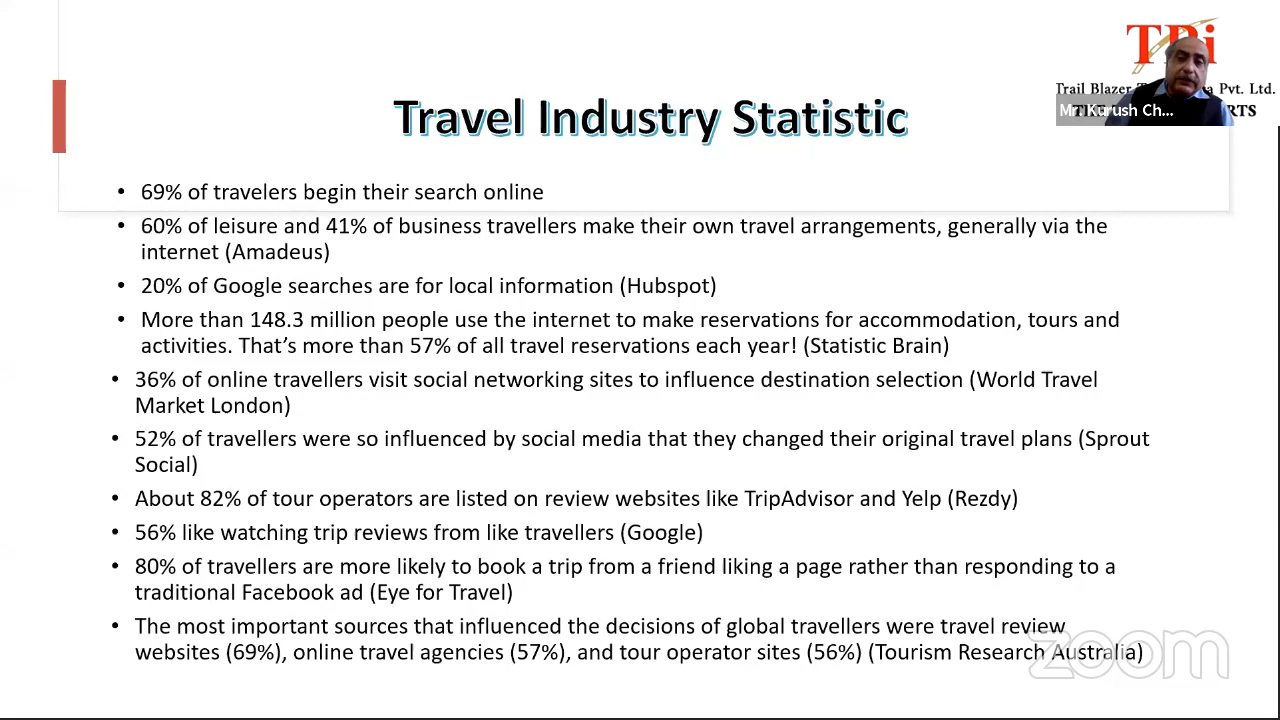 TBi
Trail Blazer T a Pvt. Ltd.
Mr. Kurush Ch...
RTS
Travel Industry Statistic
• 69% of travelers begin their search online
• 60% of leisure and 41% of business travellers make their own travel arrangements, generally via the
internet (Amadeus)
• 20% of Google searches are for local information (Hubspot)
• More than 148.3 million people use the internet to make reservations for accommodation, tours and
activities. That’s more than 57% of all travel reservations each year! (Statistic Brain)
• 36% of online travellers visit social networking sites to influence destination selection (World Travel
Market London)
• 52% of travellers were so influenced by social media that they changed their original travel plans (Sprout
Social)
• About 82% of tour operators are listed on review websites like TripAdvisor and Yelp (Rezdy)
• 56% like watching trip reviews from like travellers (Google)
• 80% of travellers are more likely to book a trip from a friend liking a page rather than responding to a
traditional Facebook ad (Eye for Travel)
• The most important sources that influenced the decisions of global travellers were travel review
websites (69%), online travel agencies (57%), and tour operator sites (56%) (Tourism Research Australia)
zoom